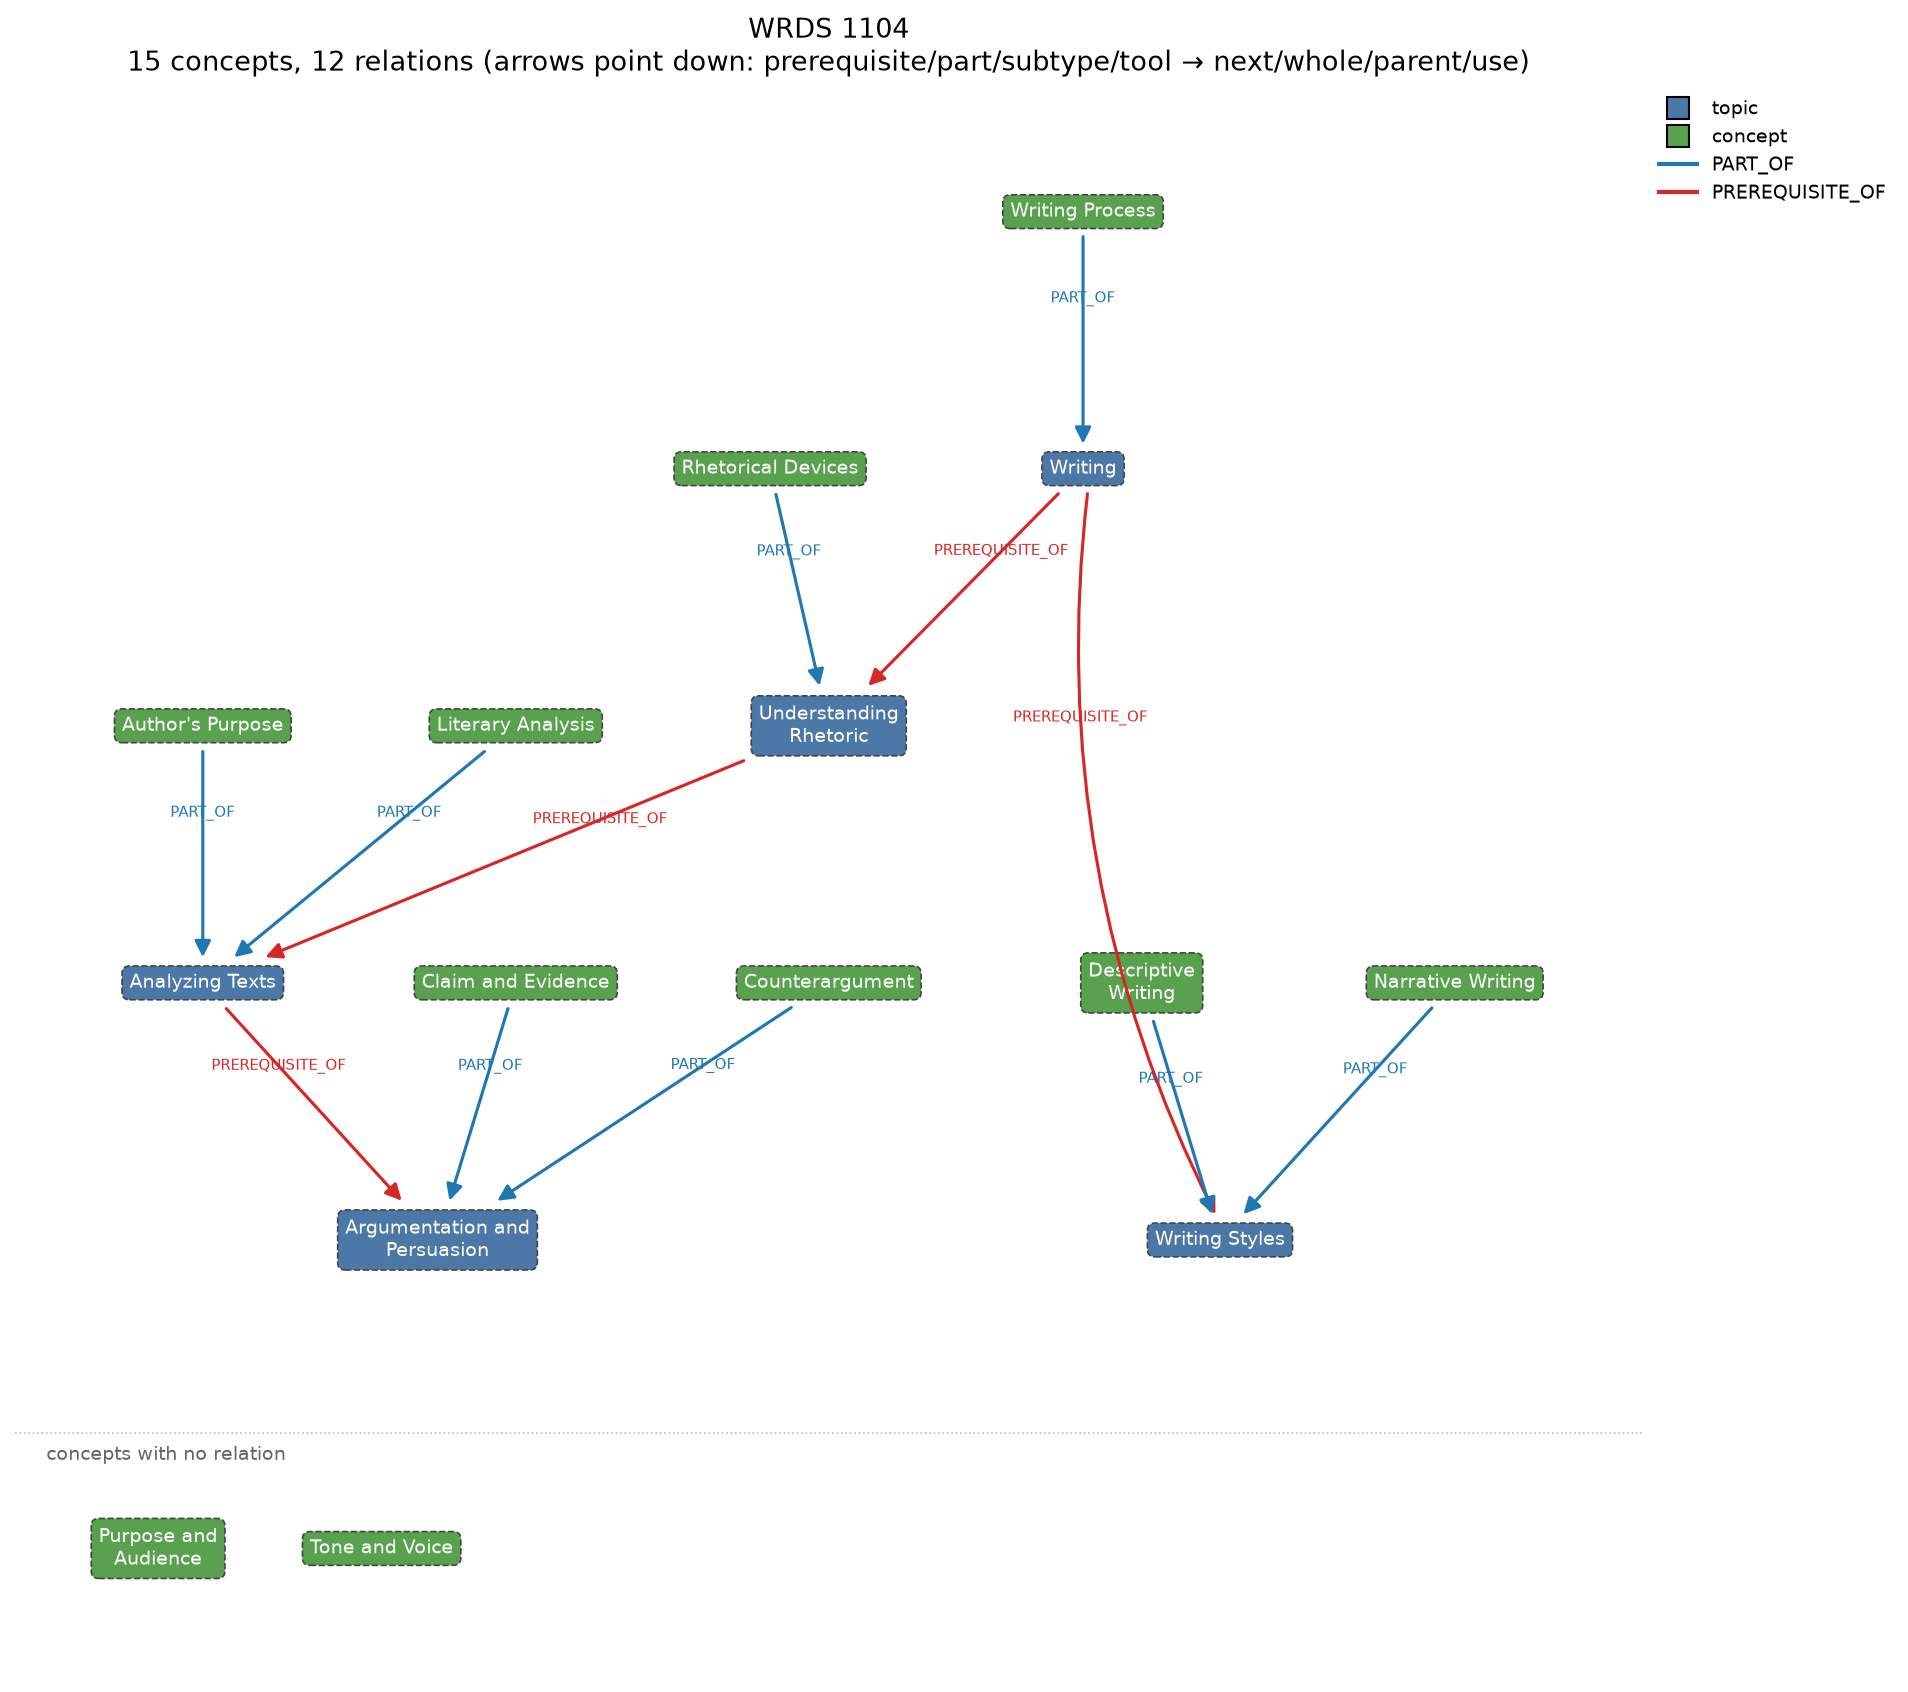 WRDS 1104
15 concepts, 12 relations (arrows point down: prerequisite/part/subtype/tool → next/whole/parent/use)
topic
concept
PART_OF
PREREQUISITE_OF
Writing Process
PART_OF
Rhetorical Devices
Writing
PART_OF
PREREQUISITE_OF
Author's Purpose
Literary Analysis
Understanding
Rhetoric
PREREQUISITE_OF
PART_OF
PART_OF
PREREQUISITE_OF
Analyzing Texts
Claim and Evidence
Counterargument
Descriptive
Writing
Narrative Writing
PREREQUISITE_OF
PART_OF
PART_OF
PART_OF
PART_OF
Argumentation and
Persuasion
Writing Styles
concepts with no relation
Purpose and
Audience
Tone and Voice